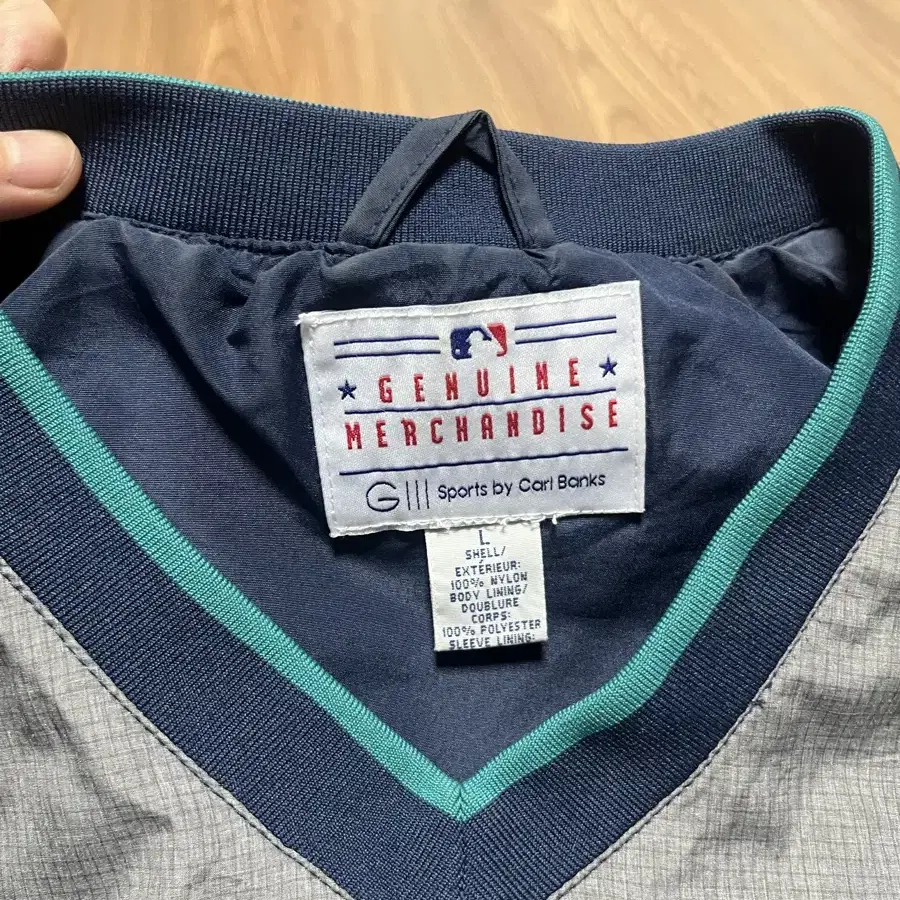 GENUINE
MERCHANDISE
GIII Sports by Carl Banks
L
SHELL/
EXTÉRIEUR:
100% NYLON
BODY LINING/
DOUBLURE
CORPS:
100% POLYESTER
SLEEVE LINING: